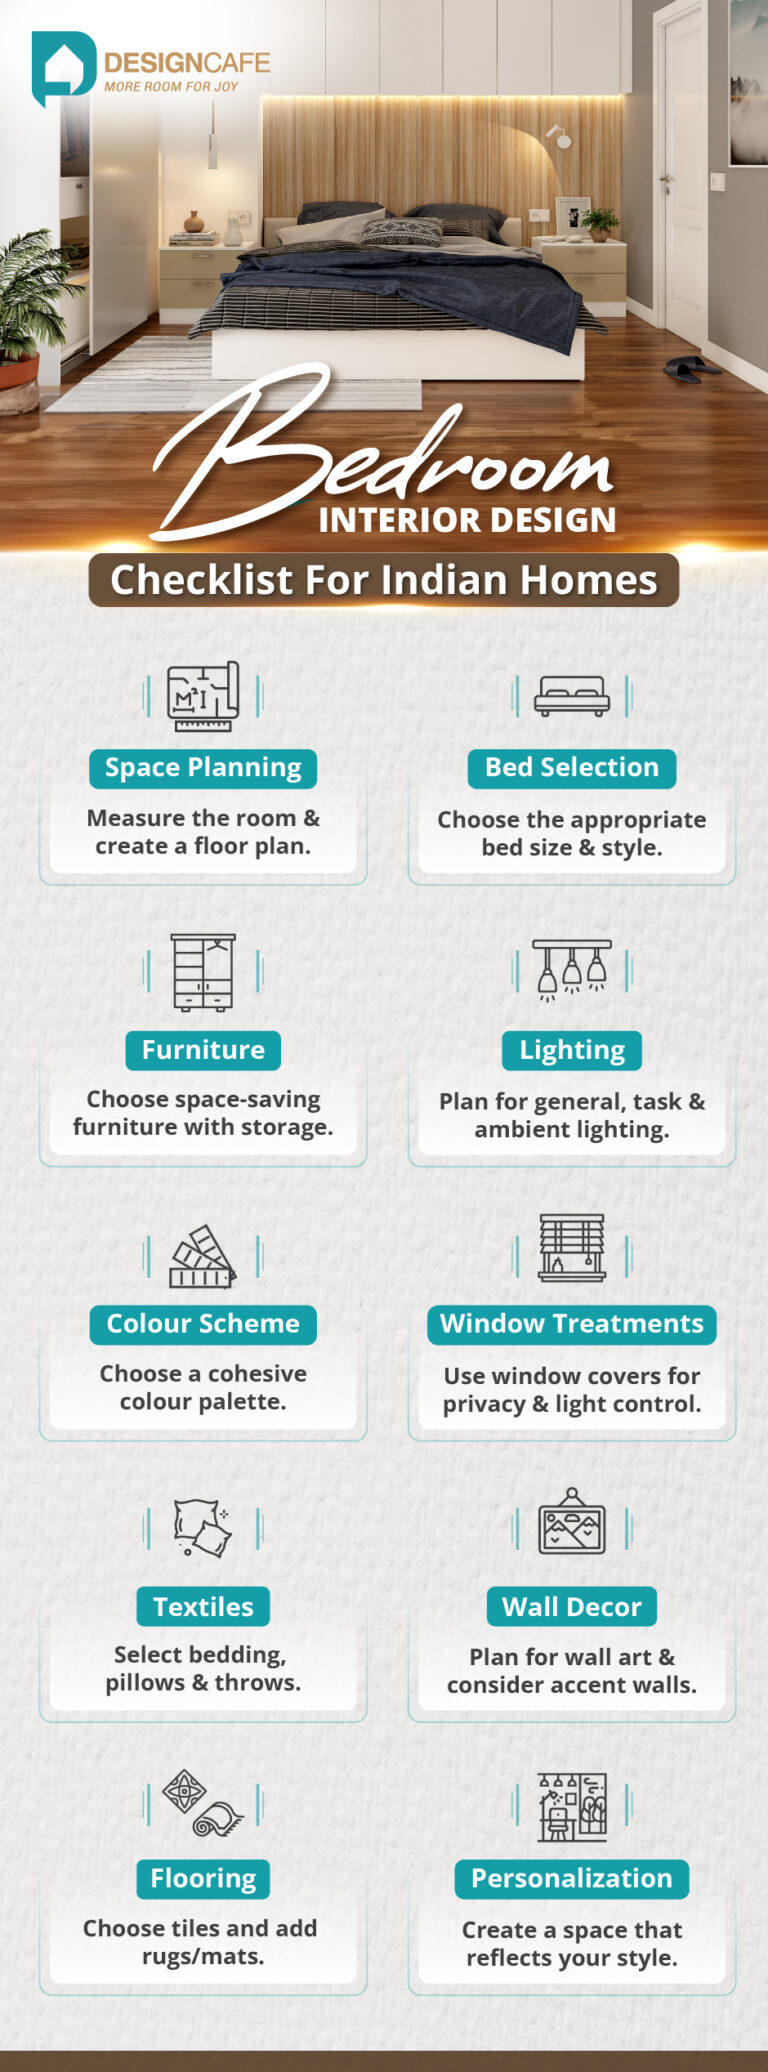 DESIGNCAFE
MORE ROOM FOR JOY
Bedroom
INTERIOR DESIGN
Checklist For Indian Homes
M²
Space Planning
Measure the room &
create a floor plan.
Bed Selection
Choose the appropriate
bed size & style.
Furniture
Choose space-saving
furniture with storage.
Lighting
Plan for general, task &
ambient lighting.
Colour Scheme
Choose a cohesive
colour palette.
Window Treatments
Use window covers for
privacy & light control.
Textiles
Select bedding,
pillows & throws.
Wall Decor
Plan for wall art &
consider accent walls.
Flooring
Choose tiles and add
rugs/mats.
Personalization
Create a space that
reflects your style.